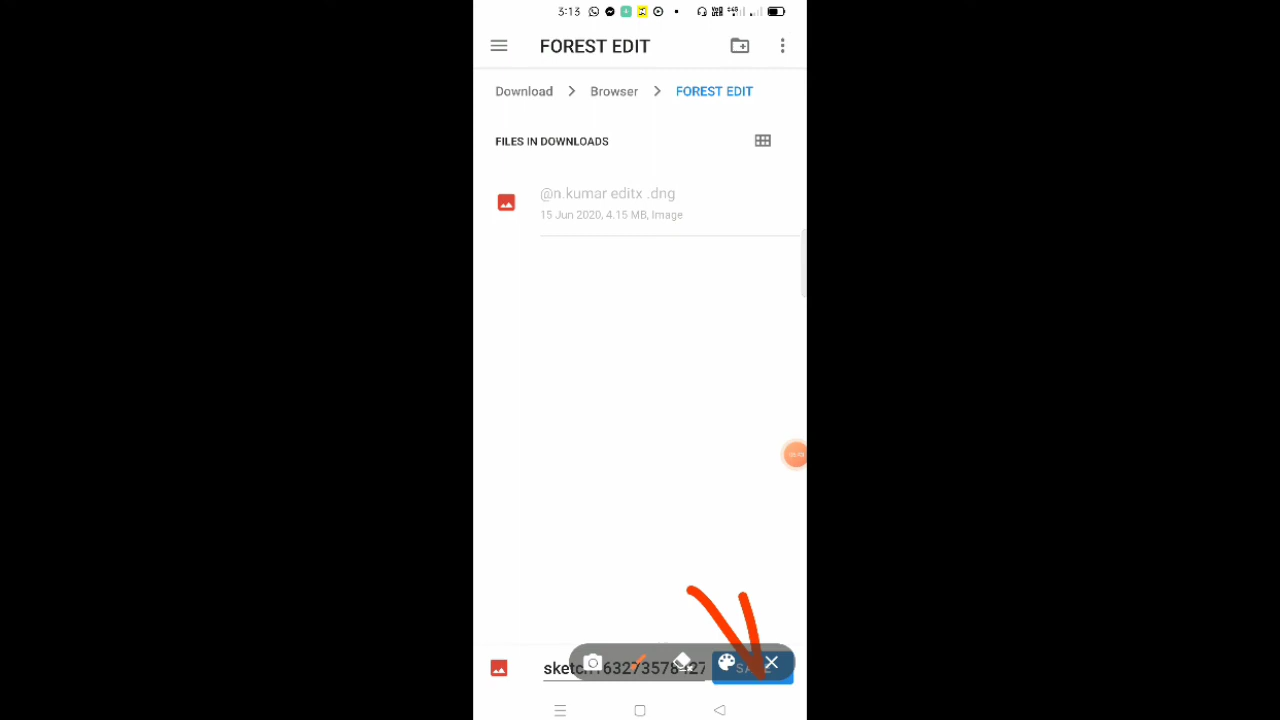 3:13
FOREST EDIT
Download > Browser > FOREST EDIT
FILES IN DOWNLOADS
@n.kumar editx .dng
15 Jun 2020, 4.15 MB, Image